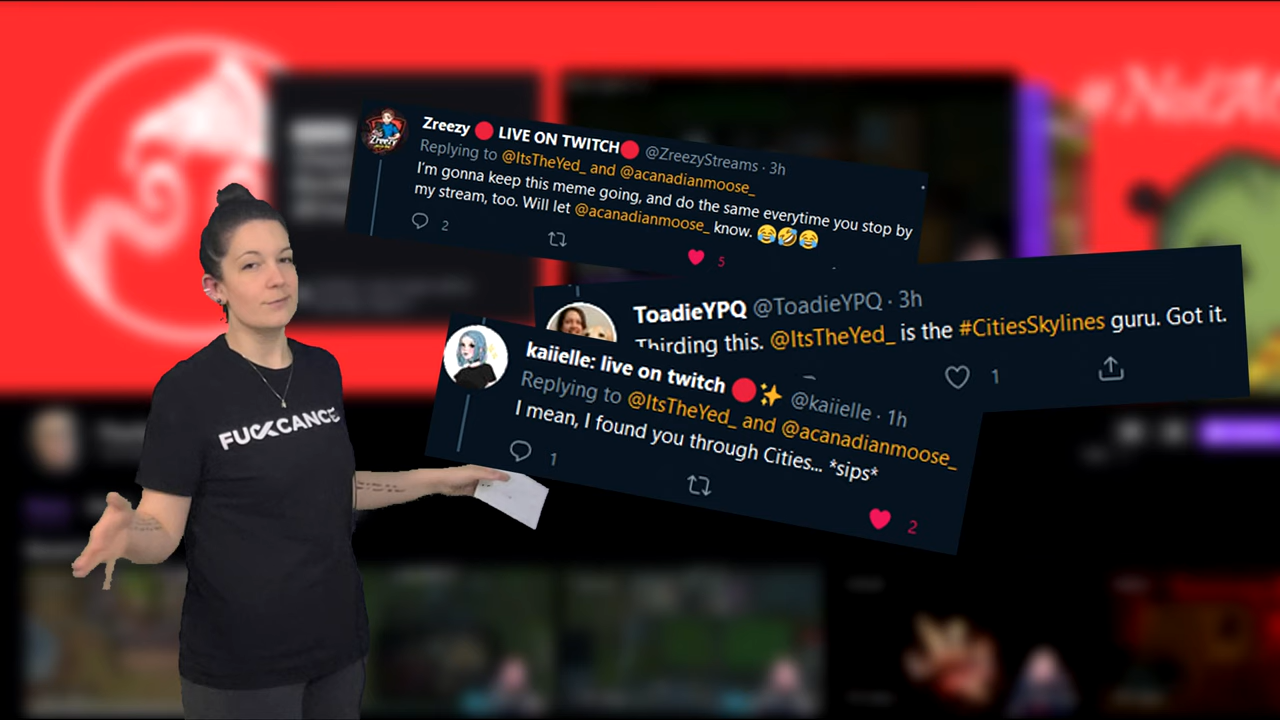 Zreezy 🔴 LIVE ON TWITCH🔴 @ZreezyStreams · 3h
Replying to @ItsTheYed_ and @acanadianmoose_
I'm gonna keep this meme going, and do the same everytime you stop by
my stream, too. Will let @acanadianmoose_ know. 😂🤣😂
2
5
ToadieYPQ @ToadieYPQ · 3h
Thirding this. @ItsTheYed_ is the #CitiesSkylines guru. Got it.
1
kaiielle: live on twitch 🔴✨ @kaiielle · 1h
Replying to @ItsTheYed_ and @acanadianmoose_
I mean, I found you through Cities... *sips*
1
2
FUCKCANCE